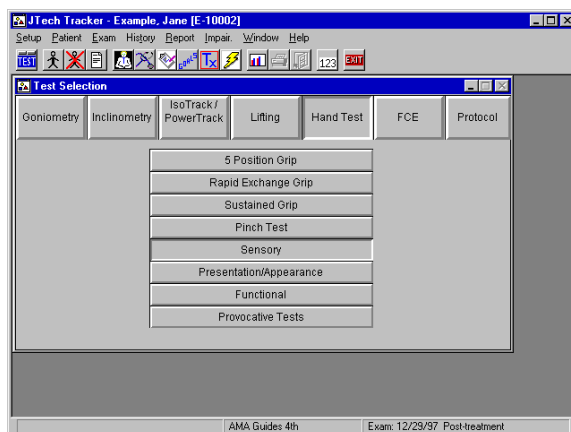 JTech Tracker - Example, Jane [E-10002]
Setup Patient Exam History Report Impair. Window Help
TEST GOALS Tx 123 EXIT
Test Selection
Goniometry Inclinometry IsoTrack / PowerTrack Lifting Hand Test FCE Protocol
5 Position Grip
Rapid Exchange Grip
Sustained Grip
Pinch Test
Sensory
Presentation/Appearance
Functional
Provocative Tests
AMA Guides 4th Exam: 12/29/97 Post-treatment